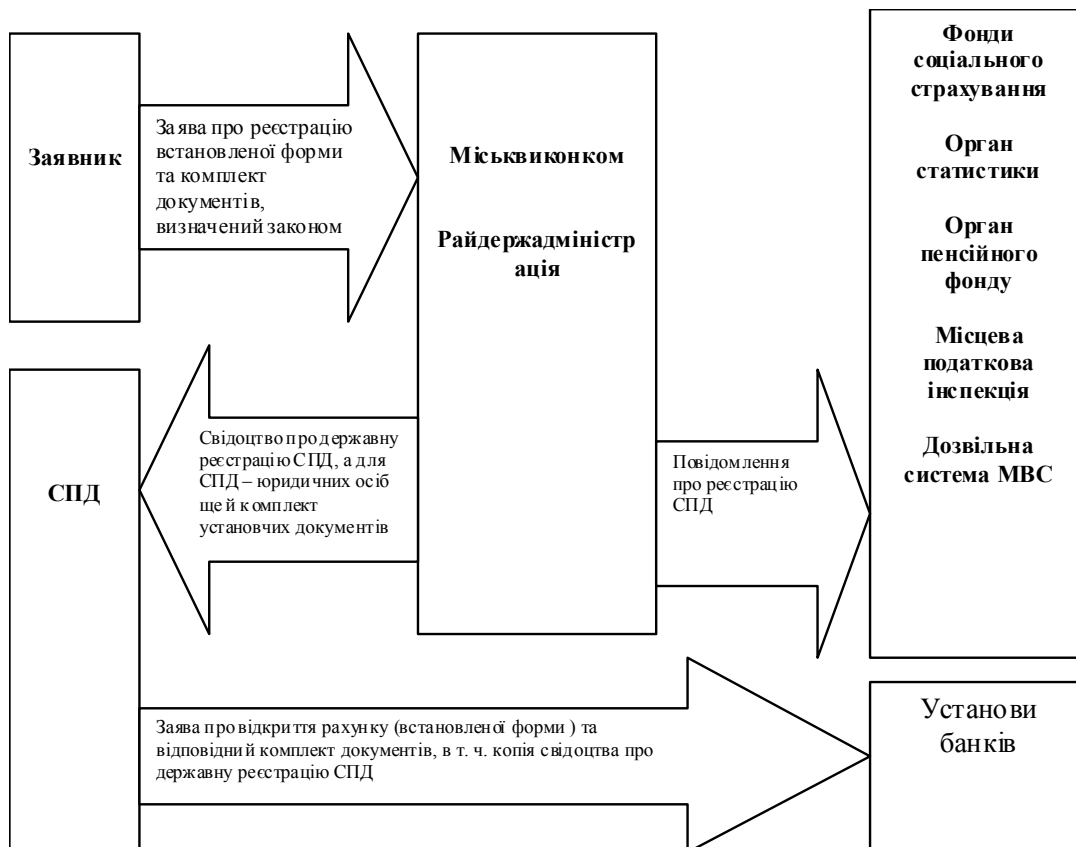 Заявник
Заява про реєстрацію
встановленої форми
та комплект
документів,
визначений законом
Міськвиконком
Райдержадміністр
ація
Фонди
соціального
страхування
Орган
статистики
Орган
пенсійного
фонду
Місцева
податкова
інспекція
Дозвільна
система МВС
СПД
Свідоцтво про державну
реєстрацію СПД, а для
СПД – юридичних осіб
ще й комплект
установчих документів
Повідомлення
про реєстрацію
СПД
Заява про відкриття рахунку (встановленої форми ) та
відповідний комплект документів, в т. ч. копія свідоцтва про
державну реєстрацію СПД
Установи
банків